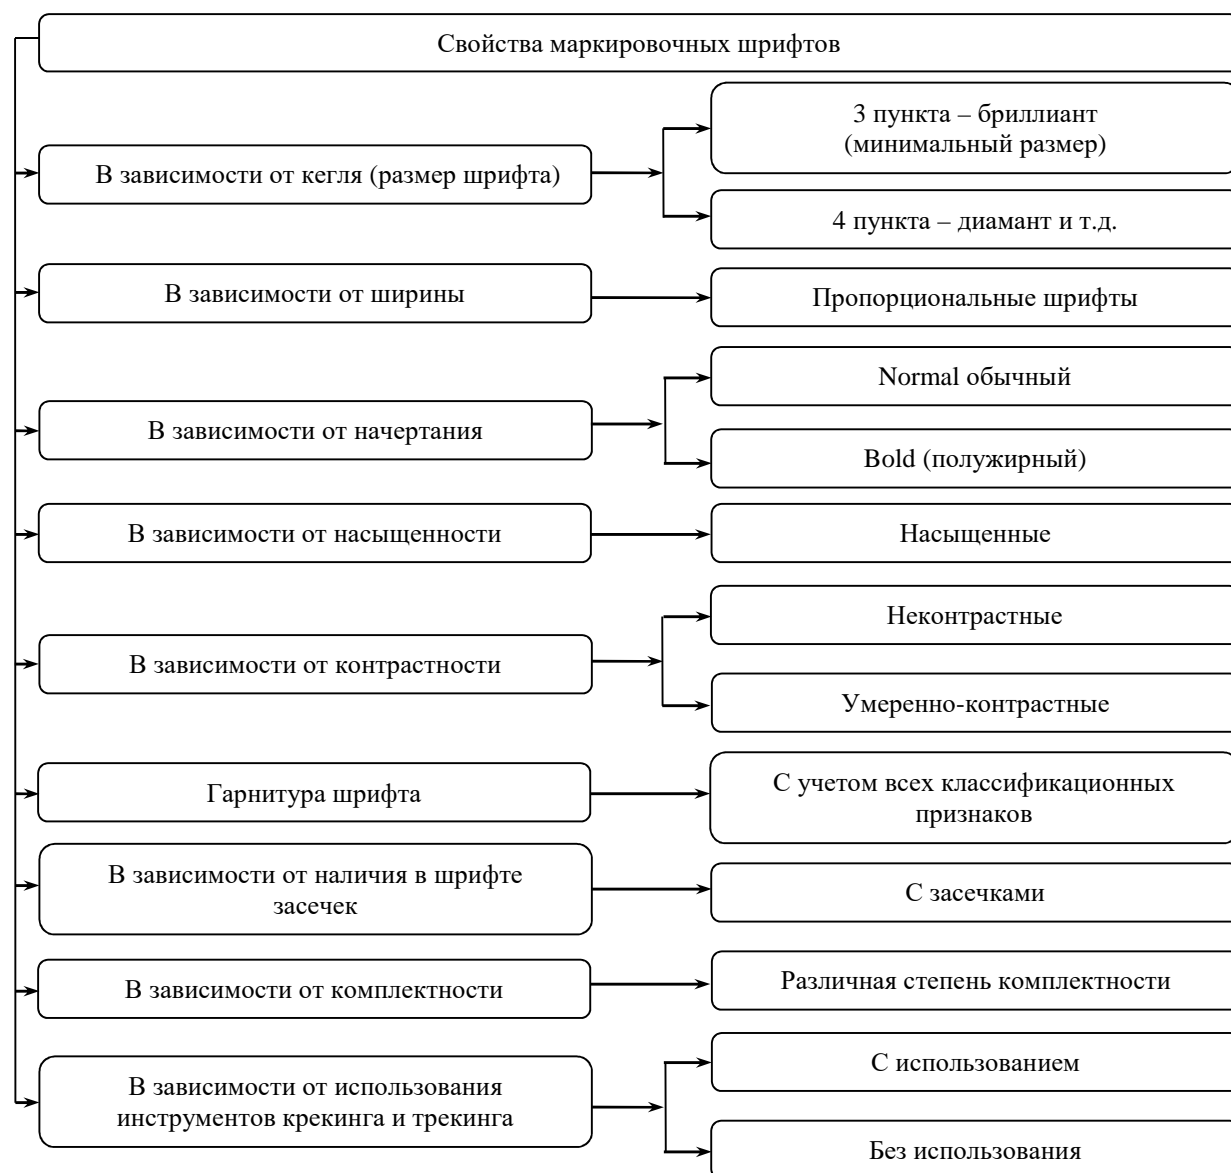 Свойства маркировочных шрифтов
В зависимости от кегля (размер шрифта)
3 пункта – бриллиант
(минимальный размер)
4 пункта – диамант и т.д.
В зависимости от ширины
Пропорциональные шрифты
В зависимости от начертания
Normal обычный
Bold (полужирный)
В зависимости от насыщенности
Насыщенные
В зависимости от контрастности
Неконтрастные
Умеренно-контрастные
Гарнитура шрифта
С учетом всех классификационных
признаков
В зависимости от наличия в шрифте
засечек
С засечками
В зависимости от комплектности
Различная степень комплектности
В зависимости от использования
инструментов крекинга и трекинга
С использованием
Без использования